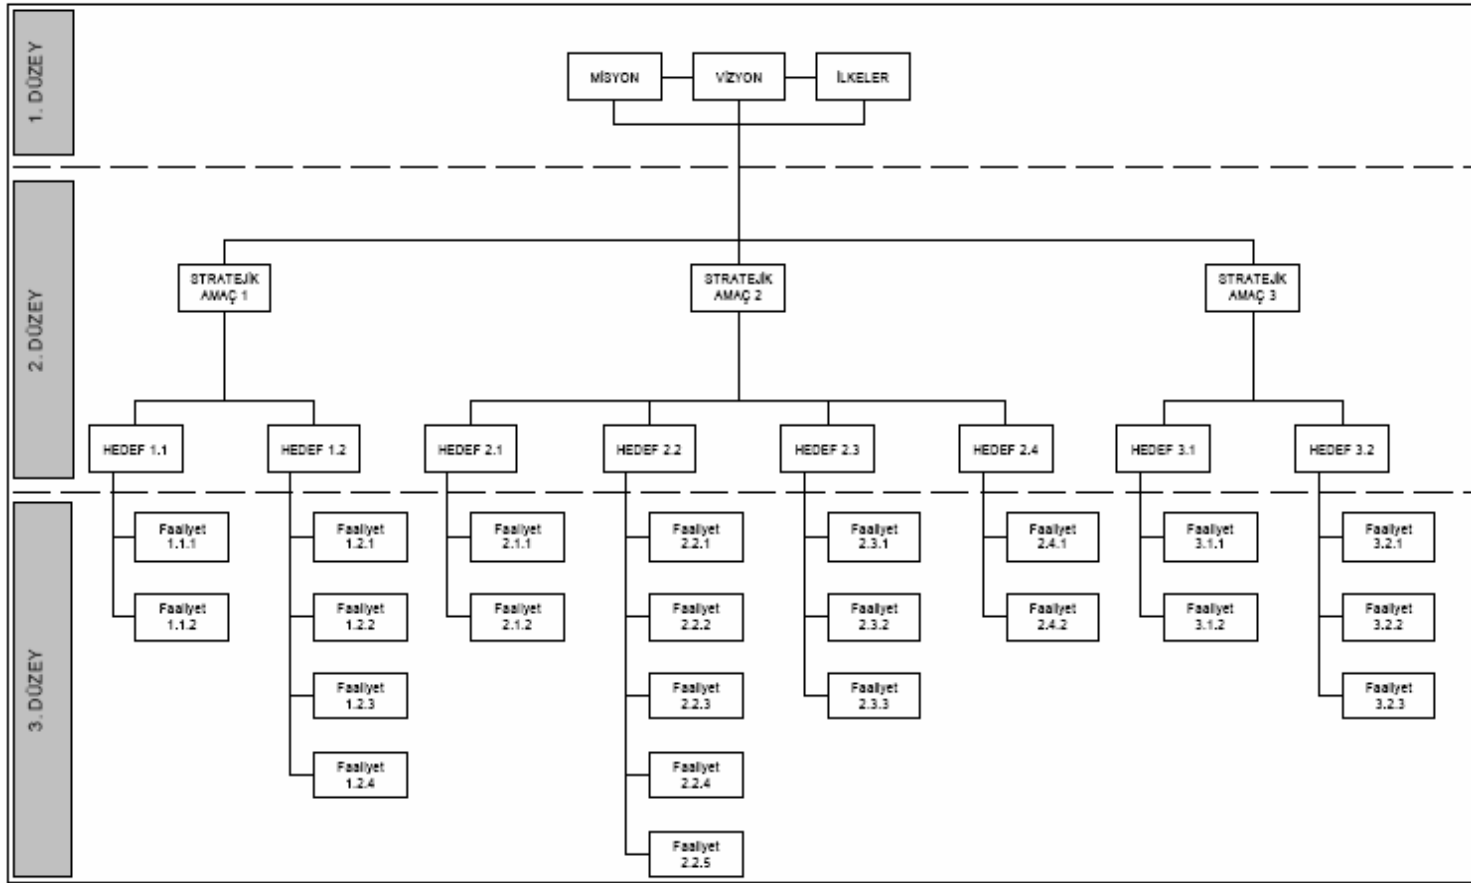 1. DÜZEY
MİSYON
VİZYON
İLKELER
2. DÜZEY
STRATEJİK
AMAÇ 1
STRATEJİK
AMAÇ 2
STRATEJİK
AMAÇ 3
HEDEF 1.1
HEDEF 1.2
HEDEF 2.1
HEDEF 2.2
HEDEF 2.3
HEDEF 2.4
HEDEF 3.1
HEDEF 3.2
3. DÜZEY
Faaliyet
1.1.1
Faaliyet
1.2.1
Faaliyet
2.1.1
Faaliyet
2.2.1
Faaliyet
2.3.1
Faaliyet
2.4.1
Faaliyet
3.1.1
Faaliyet
3.2.1
Faaliyet
1.1.2
Faaliyet
1.2.2
Faaliyet
2.1.2
Faaliyet
2.2.2
Faaliyet
2.3.2
Faaliyet
2.4.2
Faaliyet
3.1.2
Faaliyet
3.2.2
Faaliyet
1.2.3
Faaliyet
2.2.3
Faaliyet
2.3.3
Faaliyet
3.2.3
Faaliyet
1.2.4
Faaliyet
2.2.4
Faaliyet
2.2.5